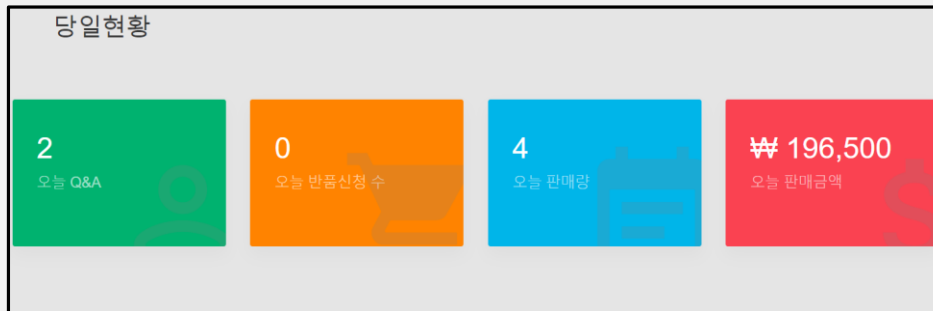 당일현황
2
오늘 Q&A
0
오늘 반품신청 수
4
오늘 판매량
₩ 196,500
오늘 판매금액